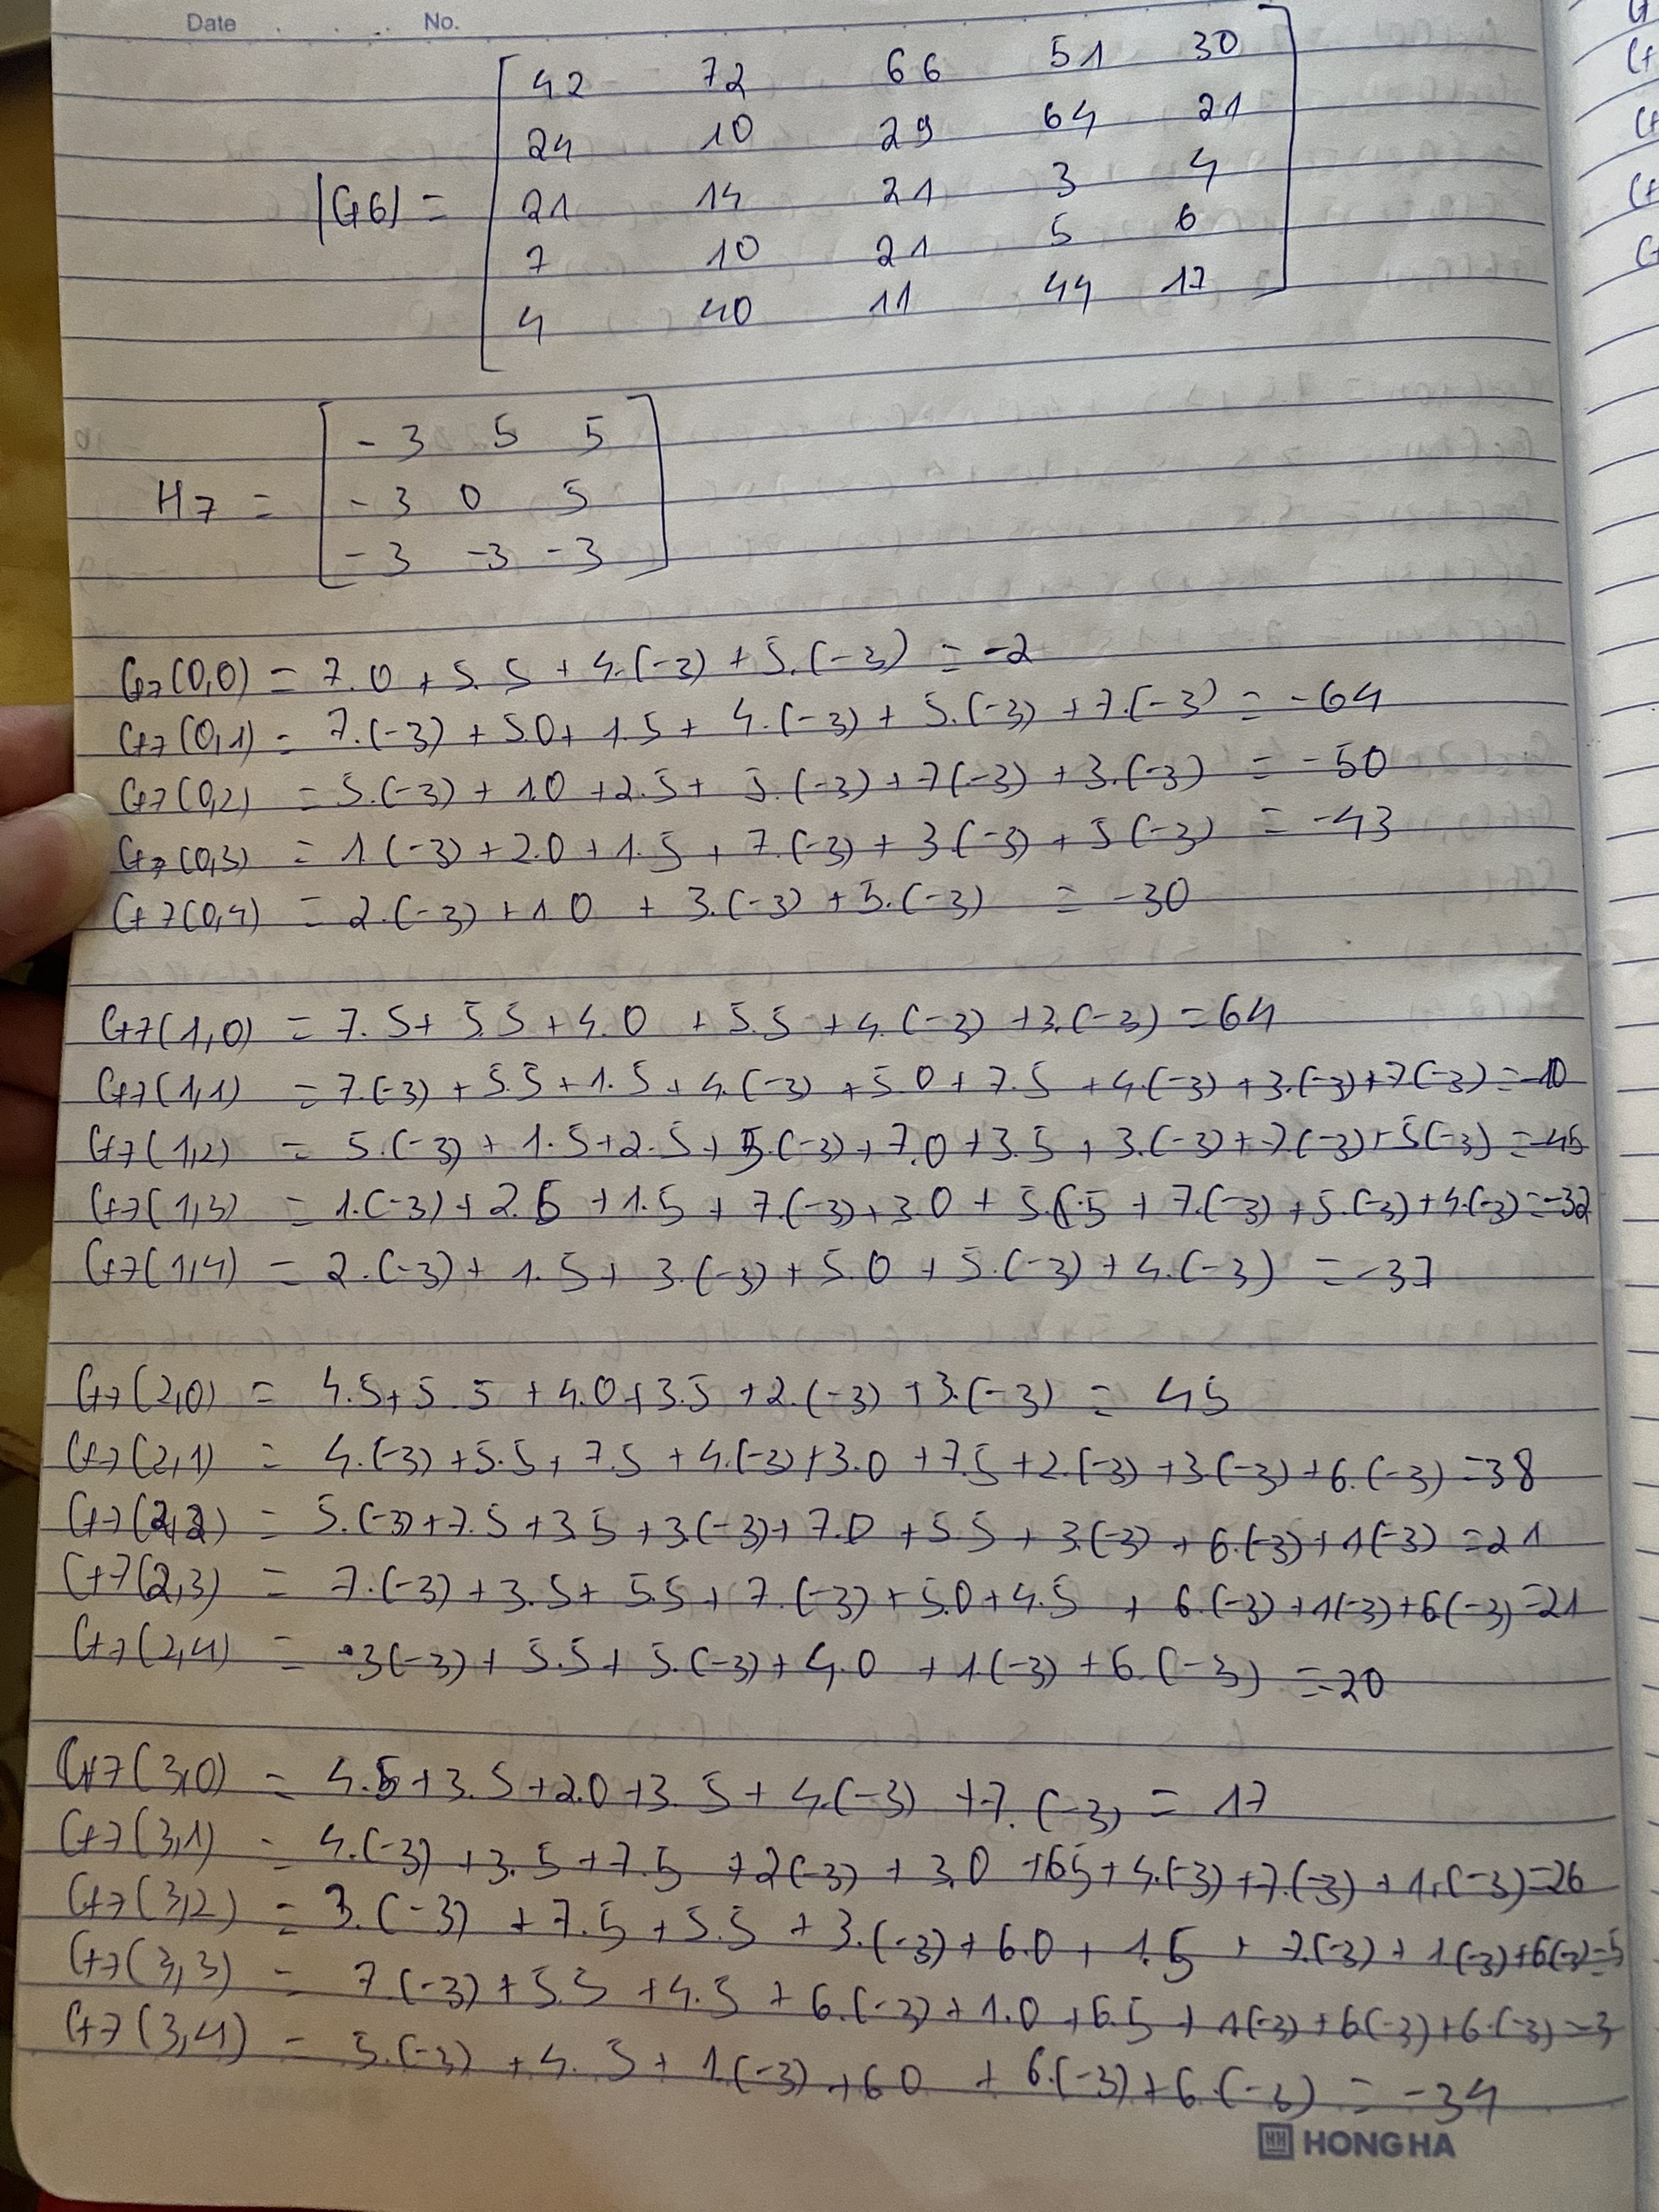 Date No.
|G6| = [ 42 72 66 51 30
24 10 29 64 21
21 14 21 3 4
7 10 21 5 6
4 40 11 44 17 ]
H7 = [ -3 5 5
-3 0 5
-3 -3 -3 ]
G7(0,0) = 7.0 + 5.5 + 4.(-3) + 5.(-3) = -2
G7(0,1) = 7.(-3) + 5.0 + 1.5 + 4.(-3) + 5.(-3) + 7.(-3) = -64
G7(0,2) = 5.(-3) + 1.0 + 2.5 + 5.(-3) + 7(-3) + 3.(-3) = -50
G7(0,3) = 1.(-3) + 2.0 + 1.5 + 7.(-3) + 3.(-3) + 5(-3) = -43
G7(0,4) = 2.(-3) + 1.0 + 3.(-3) + 5.(-3) = -30
G7(1,0) = 7.5 + 5.5 + 4.0 + 5.5 + 4.(-3) + 3.(-3) = 64
G7(1,1) = 7.(-3) + 5.5 + 1.5 + 4.(-3) + 5.0 + 7.5 + 4.(-3) + 3.(-3) + 7(-3) = -10
G7(1,2) = 5.(-3) + 1.5 + 2.5 + 5.(-3) + 7.0 + 3.5 + 3.(-3) + 7(-3) + 5(-3) = -45
G7(1,3) = 1.(-3) + 2.5 + 1.5 + 7.(-3) + 3.0 + 5.5 + 7.(-3) + 5.(-3) + 4.(-3) = -32
G7(1,4) = 2.(-3) + 1.5 + 3.(-3) + 5.0 + 5.(-3) + 4.(-3) = -37
G7(2,0) = 4.5 + 5.5 + 4.0 + 3.5 + 2.(-3) + 3.(-3) = 45
G7(2,1) = 4.(-3) + 5.5 + 7.5 + 4.(-3) + 3.0 + 7.5 + 2.(-3) + 3.(-3) + 6.(-3) = 38
G7(2,2) = 5.(-3) + 7.5 + 3.5 + 3.(-3) + 7.0 + 5.5 + 3.(-3) + 6.(-3) + 1(-3) = 21
G7(2,3) = 7.(-3) + 3.5 + 5.5 + 7.(-3) + 5.0 + 4.5 + 6.(-3) + 1(-3) + 6(-3) = -21
G7(2,4) = 3(-3) + 5.5 + 5.(-3) + 4.0 + 1(-3) + 6.(-3) = -20
G7(3,0) = 4.5 + 3.5 + 2.0 + 3.5 + 4.(-3) + 7.(-3) = 17
G7(3,1) = 4.(-3) + 3.5 + 7.5 + 2(-3) + 3.0 + 6.5 + 4.(-3) + 7.(-3) + 1.(-3) = 26
G7(3,2) = 3.(-3) + 7.5 + 5.5 + 3.(-3) + 6.0 + 1.5 + 7.(-3) + 1(-3) + 6(-3) = 5
G7(3,3) = 7(-3) + 5.5 + 4.5 + 6.(-3) + 1.0 + 6.5 + 1(-3) + 6(-3) + 6.(-3) = -3
G7(3,4) = 5.(-3) + 4.5 + 1.(-3) + 6.0 + 6.(-3) + 6.(-3) = -34
HH HONG HA